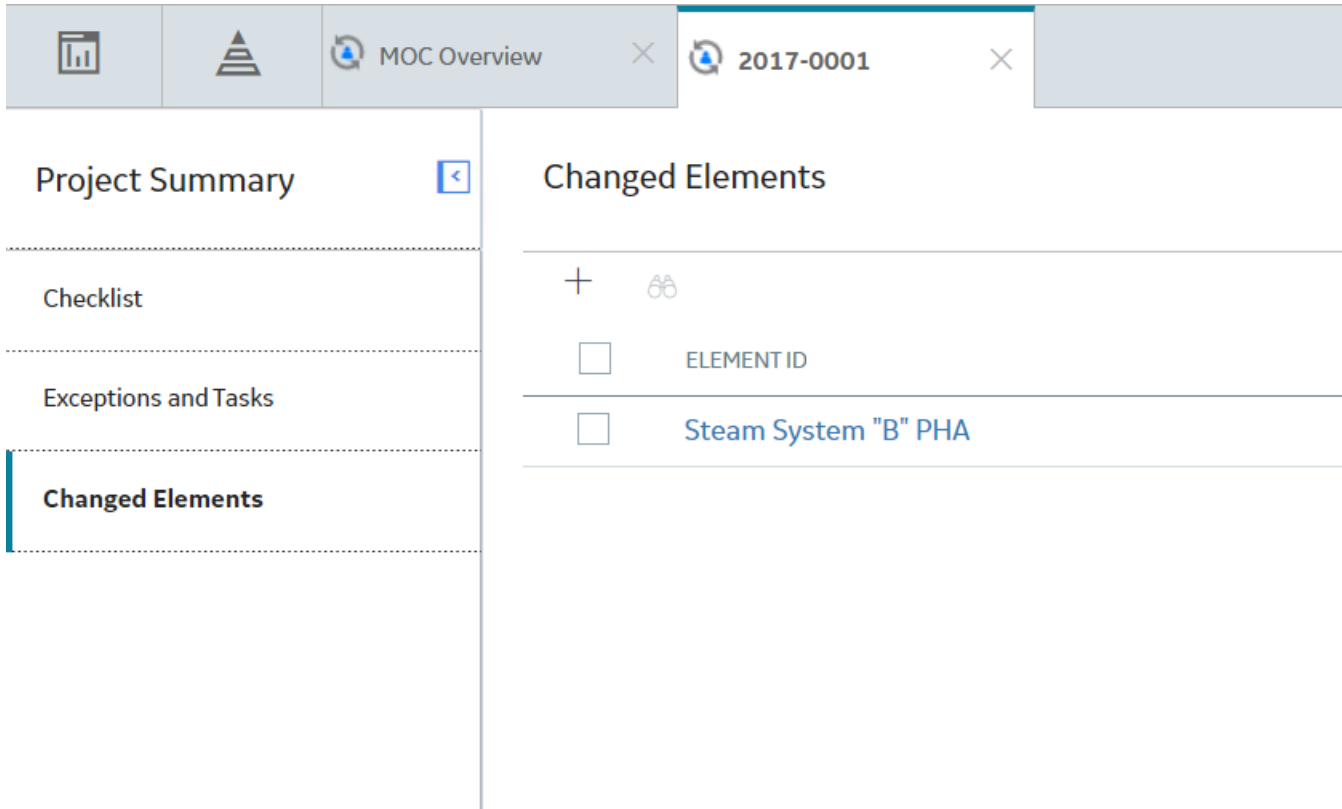 MOC Overview
2017-0001
Project Summary
Checklist
Exceptions and Tasks
Changed Elements
Changed Elements
ELEMENT ID
Steam System "B" PHA